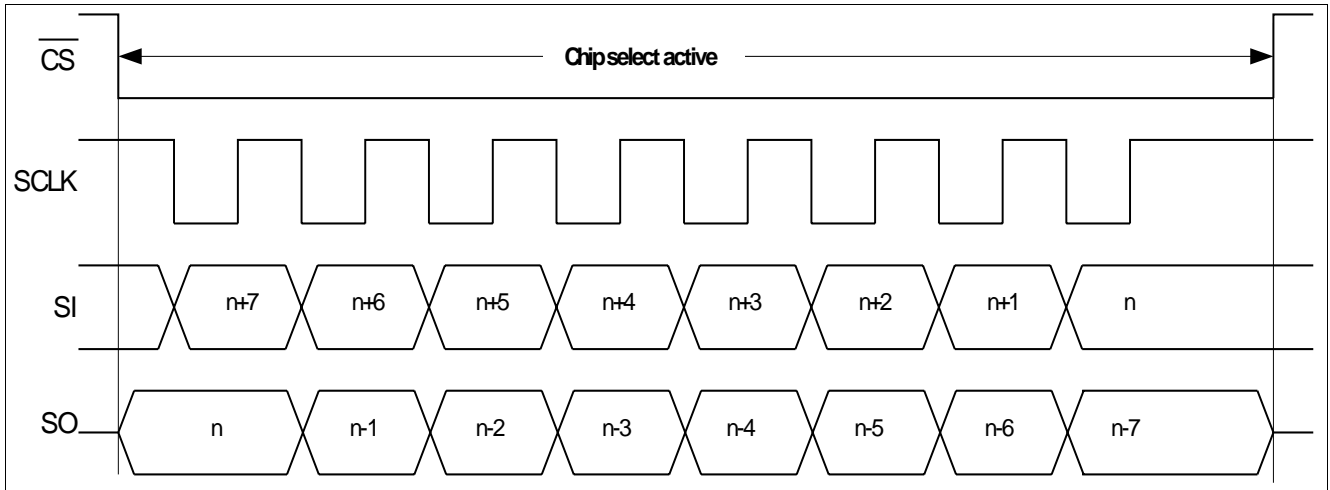 CS
Chip select active
SCLK
SI
n+7 n+6 n+5 n+4 n+3 n+2 n+1 n
SO
n n-1 n-2 n-3 n-4 n-5 n-6 n-7